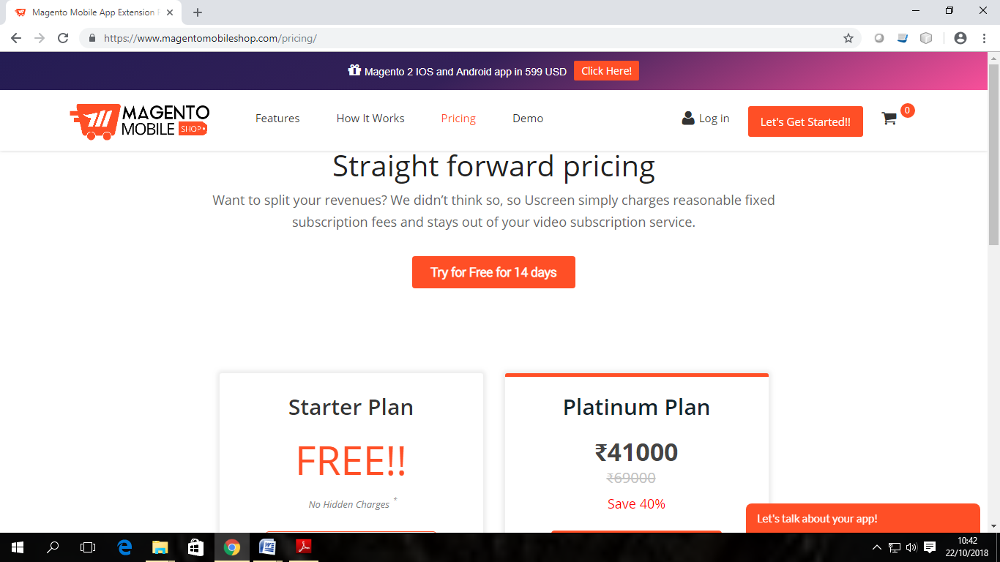 Magento Mobile App Extension
https://www.magentomobileshop.com/pricing/
Magento 2 IOS and Android app in 599 USD Click Here!
MAGENTO
MOBILE SHOP
Features How It Works Pricing Demo Log in Let's Get Started!! 0
Straight forward pricing
Want to split your revenues? We didn’t think so, so Uscreen simply charges reasonable fixed
subscription fees and stays out of your video subscription service.
Try for Free for 14 days
Starter Plan
FREE!!
No Hidden Charges *
Platinum Plan
₹41000
₹69000
Save 40%
Let's talk about your app!
10:42
22/10/2018